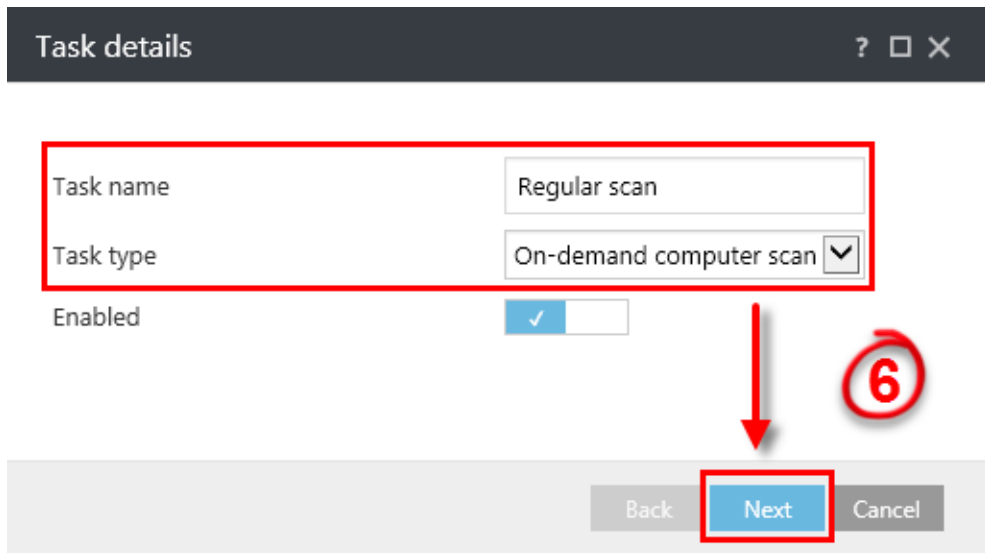 Task details ?
Task name Regular scan
Task type On-demand computer scan
Enabled
6
Back Next Cancel